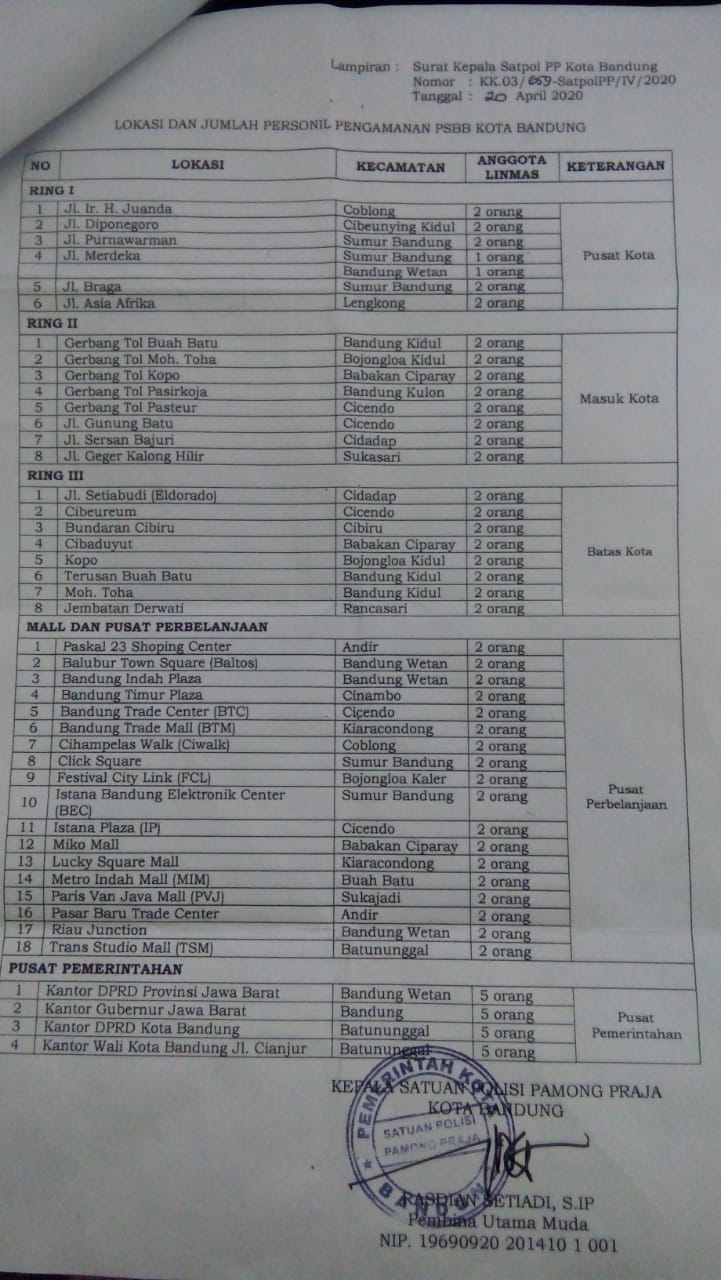 Lampiran : Surat Kepala Satpol PP Kota Bandung
Nomor : KK.03/059-SatpolPP/IV/2020
Tanggal : 20 April 2020
LOKASI DAN JUMLAH PERSONIL PENGAMANAN PSBB KOTA BANDUNG
NO LOKASI KECAMATAN ANGGOTA LINMAS KETERANGAN
RING I
1 Jl. Ir. H. Juanda Coblong 2 orang
2 Jl. Diponegoro Cibeunying Kidul 2 orang
3 Jl. Purnawarman Sumur Bandung 2 orang
4 Jl. Merdeka Sumur Bandung 1 orang Pusat Kota
Bandung Wetan 1 orang
5 Jl. Braga Sumur Bandung 2 orang
6 Jl. Asia Afrika Lengkong 2 orang
RING II
1 Gerbang Tol Buah Batu Bandung Kidul 2 orang
2 Gerbang Tol Moh. Toha Bojongloa Kidul 2 orang
3 Gerbang Tol Kopo Babakan Ciparay 2 orang
4 Gerbang Tol Pasirkoja Bandung Kulon 2 orang Masuk Kota
5 Gerbang Tol Pasteur Cicendo 2 orang
6 Jl. Gunung Batu Cicendo 2 orang
7 Jl. Sersan Bajuri Cidadap 2 orang
8 Jl. Geger Kalong Hilir Sukasari 2 orang
RING III
1 Jl. Setiabudi (Eldorado) Cidadap 2 orang
2 Cibeureum Cicendo 2 orang
3 Bundaran Cibiru Cibiru 2 orang
4 Cibaduyut Babakan Ciparay 2 orang Batas Kota
5 Kopo Bojongloa Kidul 2 orang
6 Terusan Buah Batu Bandung Kidul 2 orang
7 Moh. Toha Bandung Kidul 2 orang
8 Jembatan Derwati Rancasari 2 orang
MALL DAN PUSAT PERBELANJAAN
1 Paskal 23 Shoping Center Andir 2 orang
2 Balubur Town Square (Baltos) Bandung Wetan 2 orang
3 Bandung Indah Plaza Bandung Wetan 2 orang
4 Bandung Timur Plaza Cinambo 2 orang
5 Bandung Trade Center (BTC) Cicendo 2 orang
6 Bandung Trade Mall (BTM) Kiaracondong 2 orang
7 Cihampelas Walk (Ciwalk) Coblong 2 orang
8 Click Square Sumur Bandung 2 orang
9 Festival City Link (FCL) Bojongloa Kaler 2 orang
10 Istana Bandung Elektronik Center (BEC) Sumur Bandung 2 orang Pusat Perbelanjaan
11 Istana Plaza (IP) Cicendo 2 orang
12 Miko Mall Babakan Ciparay 2 orang
13 Lucky Square Mall Kiaracondong 2 orang
14 Metro Indah Mall (MIM) Buah Batu 2 orang
15 Paris Van Java Mall (PVJ) Sukajadi 2 orang
16 Pasar Baru Trade Center Andir 2 orang
17 Riau Junction Bandung Wetan 2 orang
18 Trans Studio Mall (TSM) Batununggal 2 orang
PUSAT PEMERINTAHAN
1 Kantor DPRD Provinsi Jawa Barat Bandung Wetan 5 orang
2 Kantor Gubernur Jawa Barat Bandung 5 orang Pusat Pemerintahan
3 Kantor DPRD Kota Bandung Batununggal 5 orang
4 Kantor Wali Kota Bandung Jl. Cianjur Batununggal 5 orang
KEPALA SATUAN POLISI PAMONG PRAJA
KOTA BANDUNG
PEMERINTAH KOTA
SATUAN POLISI
PAMONG PRAJA
BANDUNG
RASDIAN SETIADI, S.IP
Pembina Utama Muda
NIP. 19690920 201410 1 001